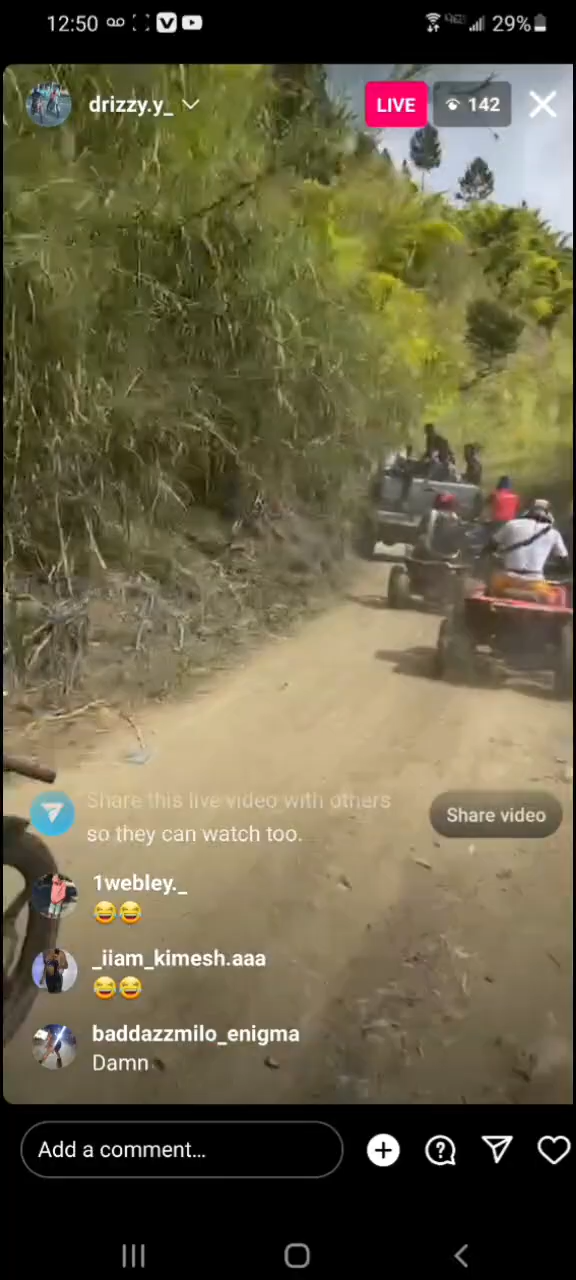 12:50
29%
drizzy.y_
LIVE
142
Share this live video with others
so they can watch too.
Share video
1webley._
😂😂
_iiam_kimesh.aaa
😂😂
baddazzmilo_enigma
Damn
Add a comment...